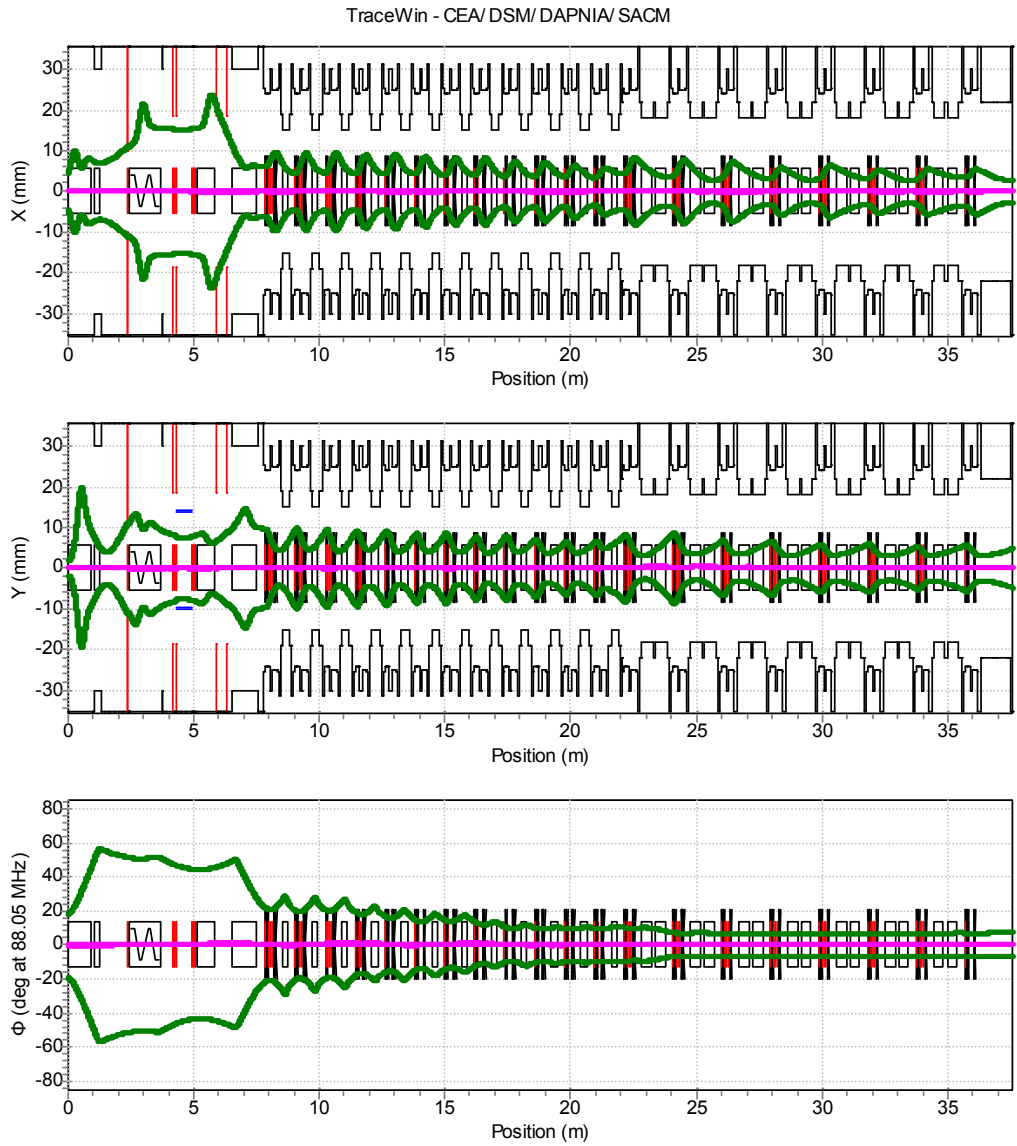 TraceWin - CEA/ DSM/ DAPNIA/ SACM
X (mm)
30
20
10
0
-10
-20
-30
0 5 10 15 20 25 30 35
Position (m)
Y (mm)
30
20
10
0
-10
-20
-30
0 5 10 15 20 25 30 35
Position (m)
Φ (deg at 88.05 MHz)
80
60
40
20
0
-20
-40
-60
-80
0 5 10 15 20 25 30 35
Position (m)